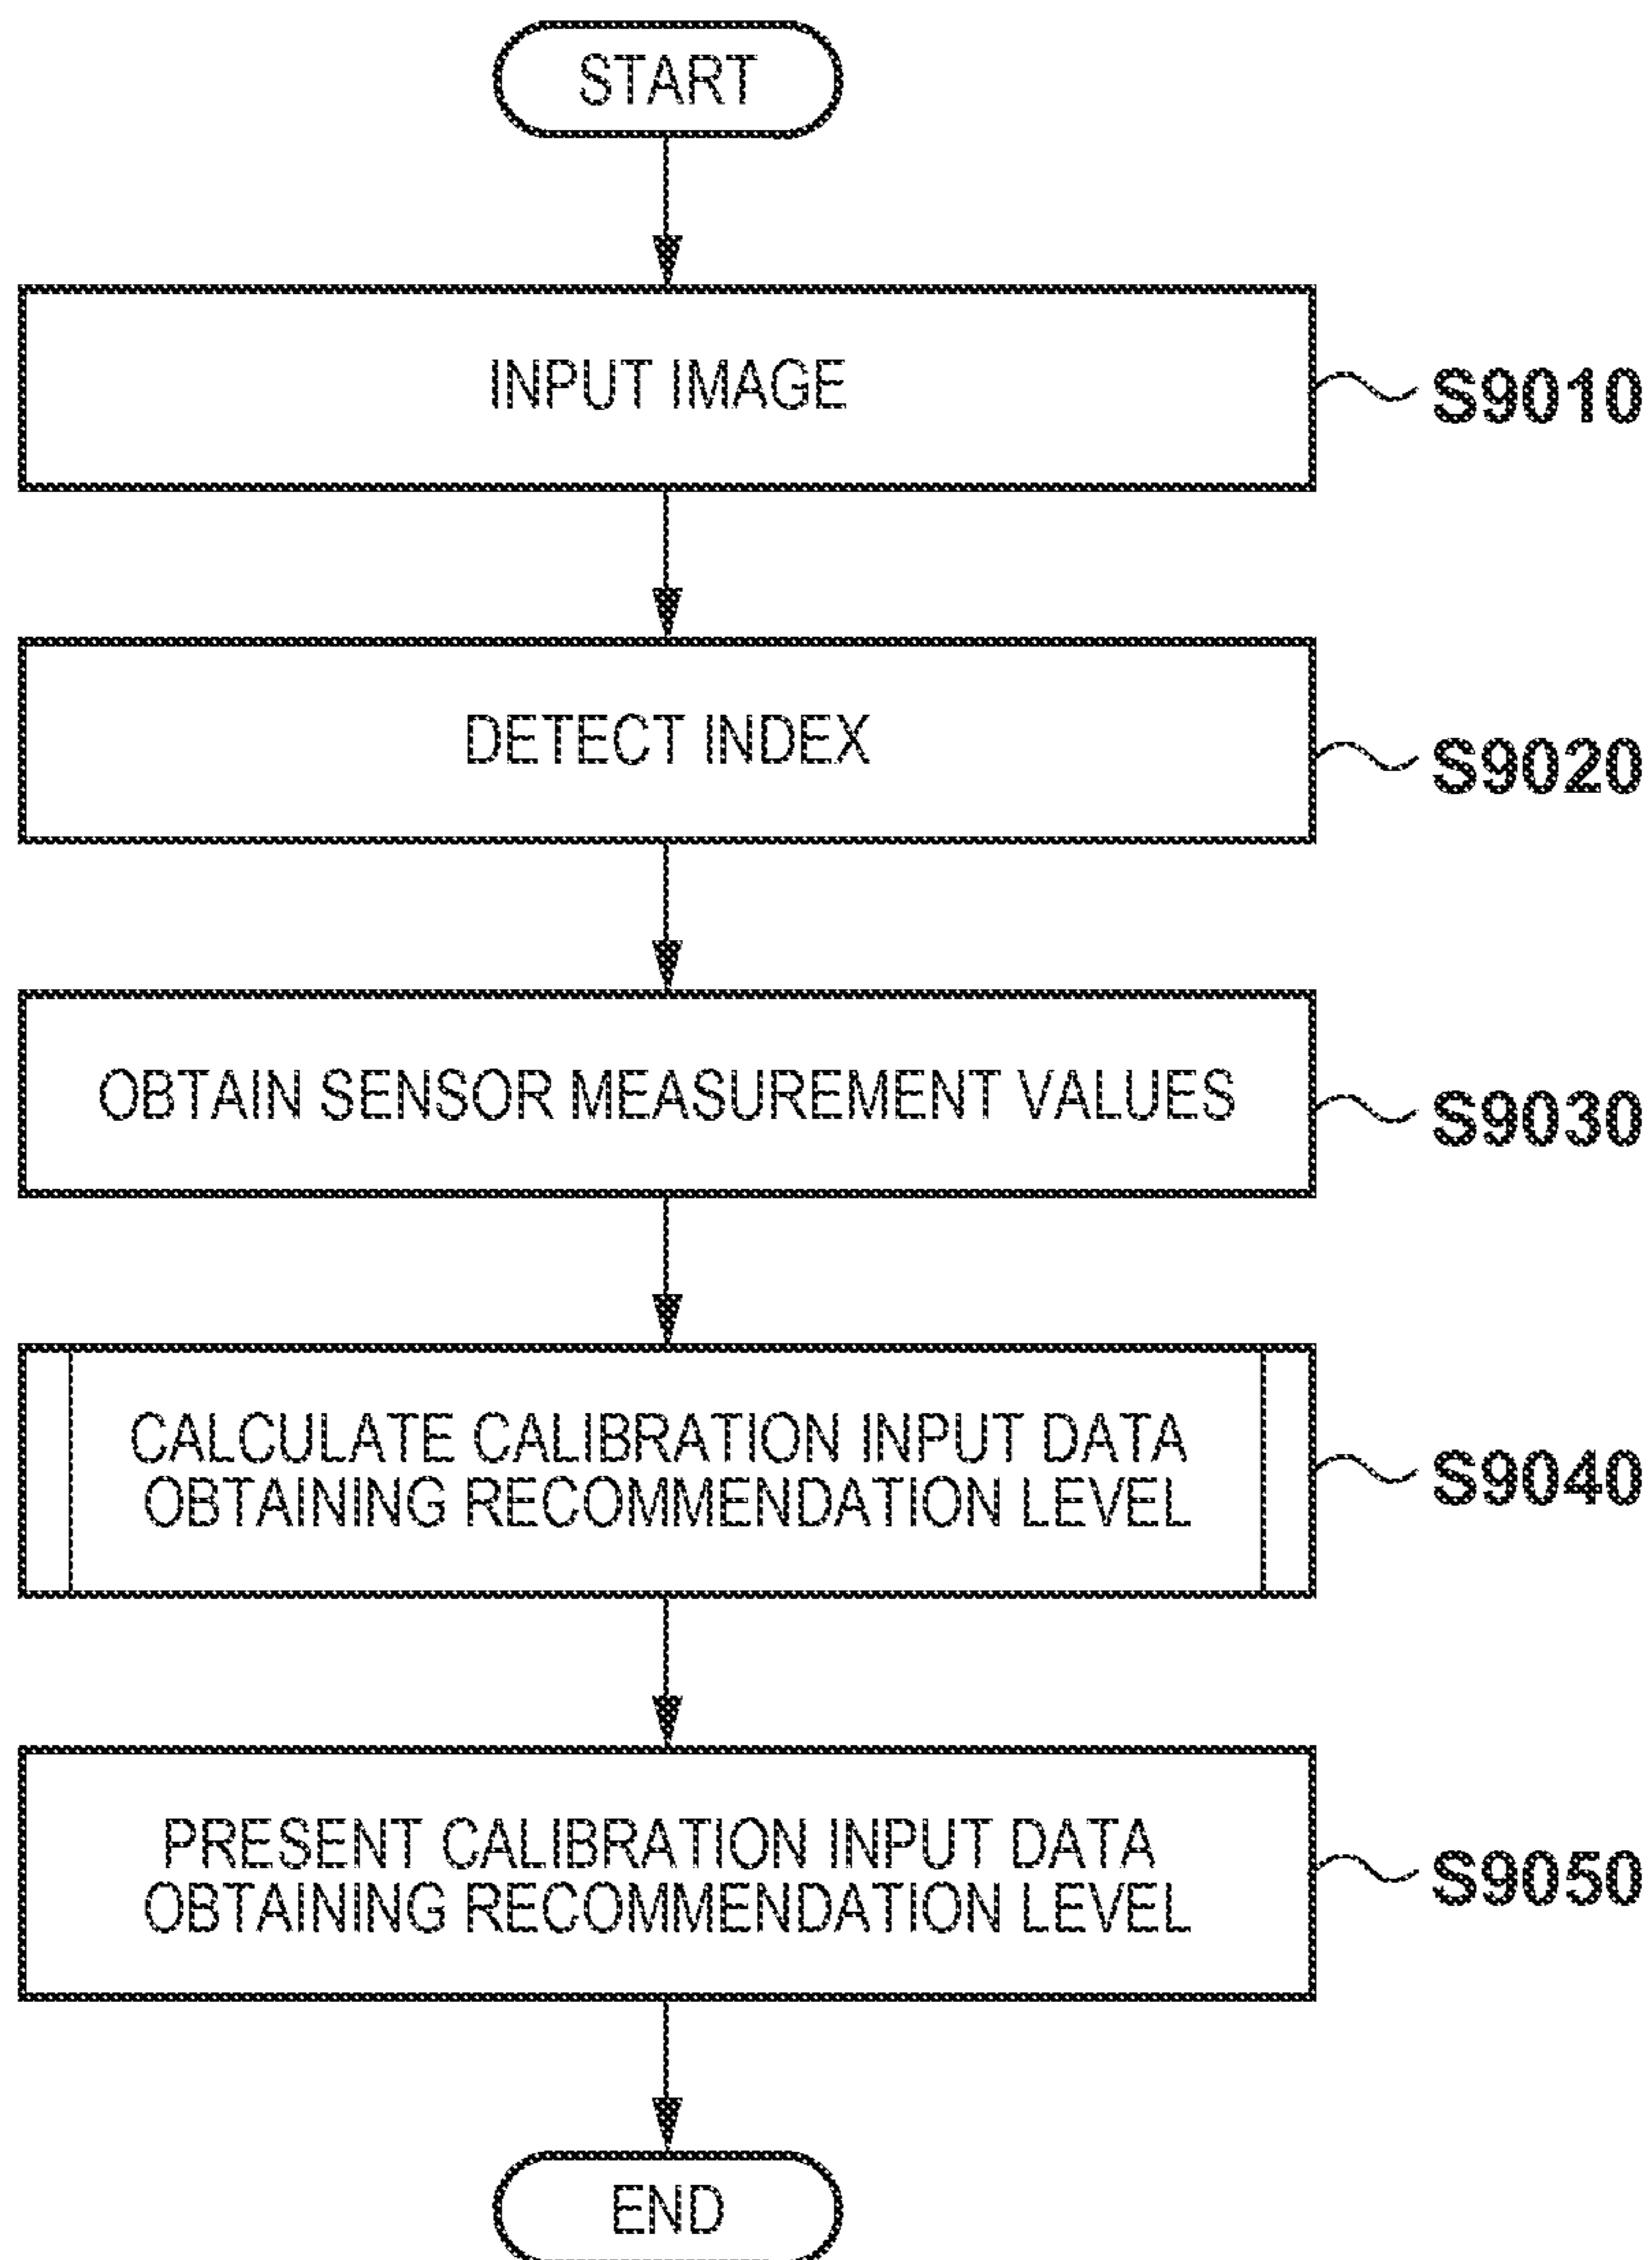 START
INPUT IMAGE
S9010
DETECT INDEX
S9020
OBTAIN SENSOR MEASUREMENT VALUES
S9030
CALCULATE CALIBRATION INPUT DATA
OBTAINING RECOMMENDATION LEVEL
S9040
PRESENT CALIBRATION INPUT DATA
OBTAINING RECOMMENDATION LEVEL
S9050
END